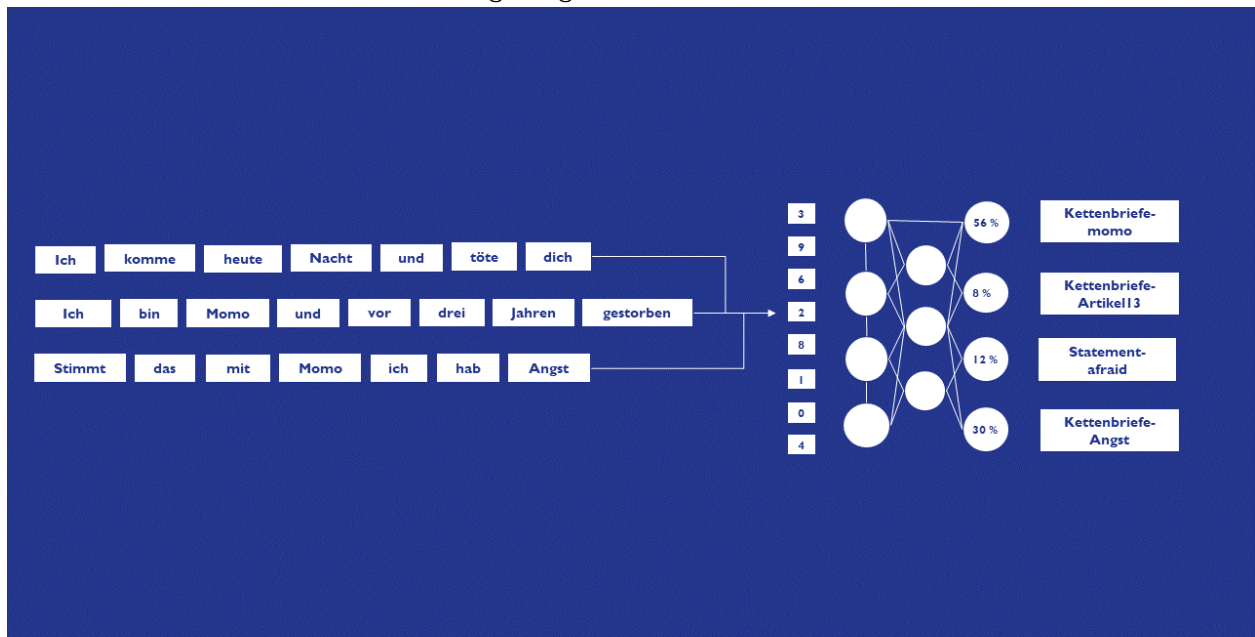 Ich komme heute Nacht und töte dich
Ich bin Momo und vor drei Jahren gestorben
Stimmt das mit Momo ich hab Angst
3
9
6
2
8
1
0
4
56 %
8 %
12 %
30 %
Kettenbriefe-
momo
Kettenbriefe-
Artikel13
Statement-
afraid
Kettenbriefe-
Angst